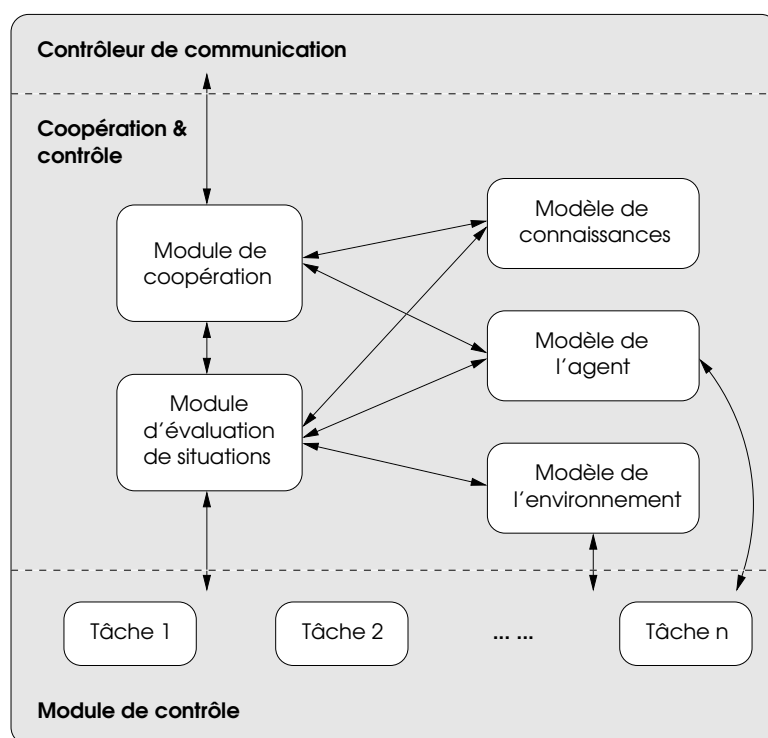 Contrôleur de communication
Coopération &
contrôle
Module de
coopération
Modèle de
connaissances
Modèle de
l'agent
Module
d'évaluation
de situations
Modèle de
l'environnement
Tâche 1
Tâche 2
... ...
Tâche n
Module de contrôle